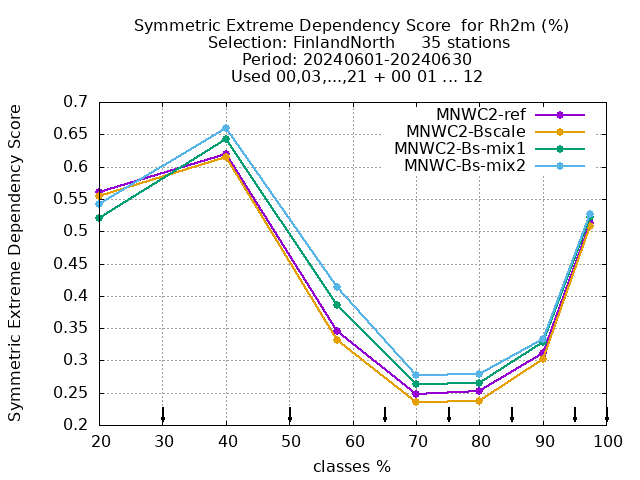 Symmetric Extreme Dependency Score  for Rh2m (%)
Selection: FinlandNorth     35 stations
Period: 20240601-20240630
Used 00,03,...,21 + 00 01 ... 12
Symmetric Extreme Dependency Score
0.7
0.65
0.6
0.55
0.5
0.45
0.4
0.35
0.3
0.25
0.2
MNWC2-ref
MNWC2-Bscale
MNWC2-Bs-mix1
MNWC-Bs-mix2
20 30 40 50 60 70 80 90 100
classes %